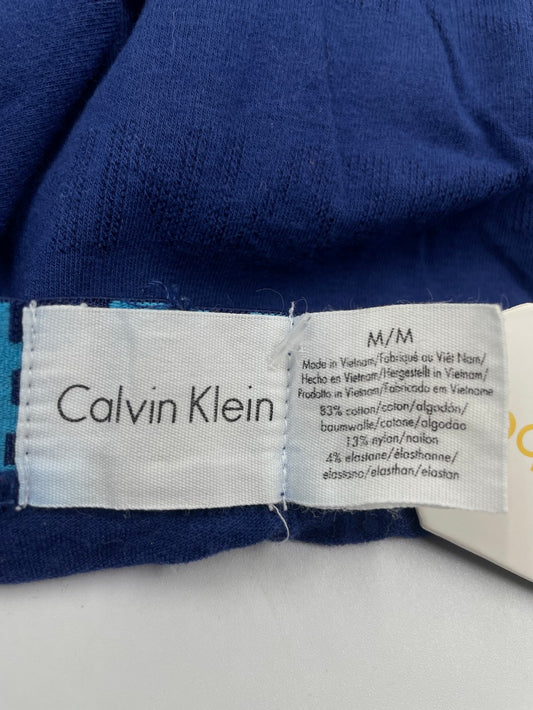 Calvin Klein
M/M
Made in Vietnam/Fabriqué au Viêt Nam/
Hecho en Vietnam/Hergestellt in Vietnam/
Prodotto in Vietnam/Fabricado em Vietname
83% cotton/coton/algodón/
baumwolle/cotone/algodão
13% nylon/nailon
4% elastane/élasthanne/
elastano/elasthan/elastan